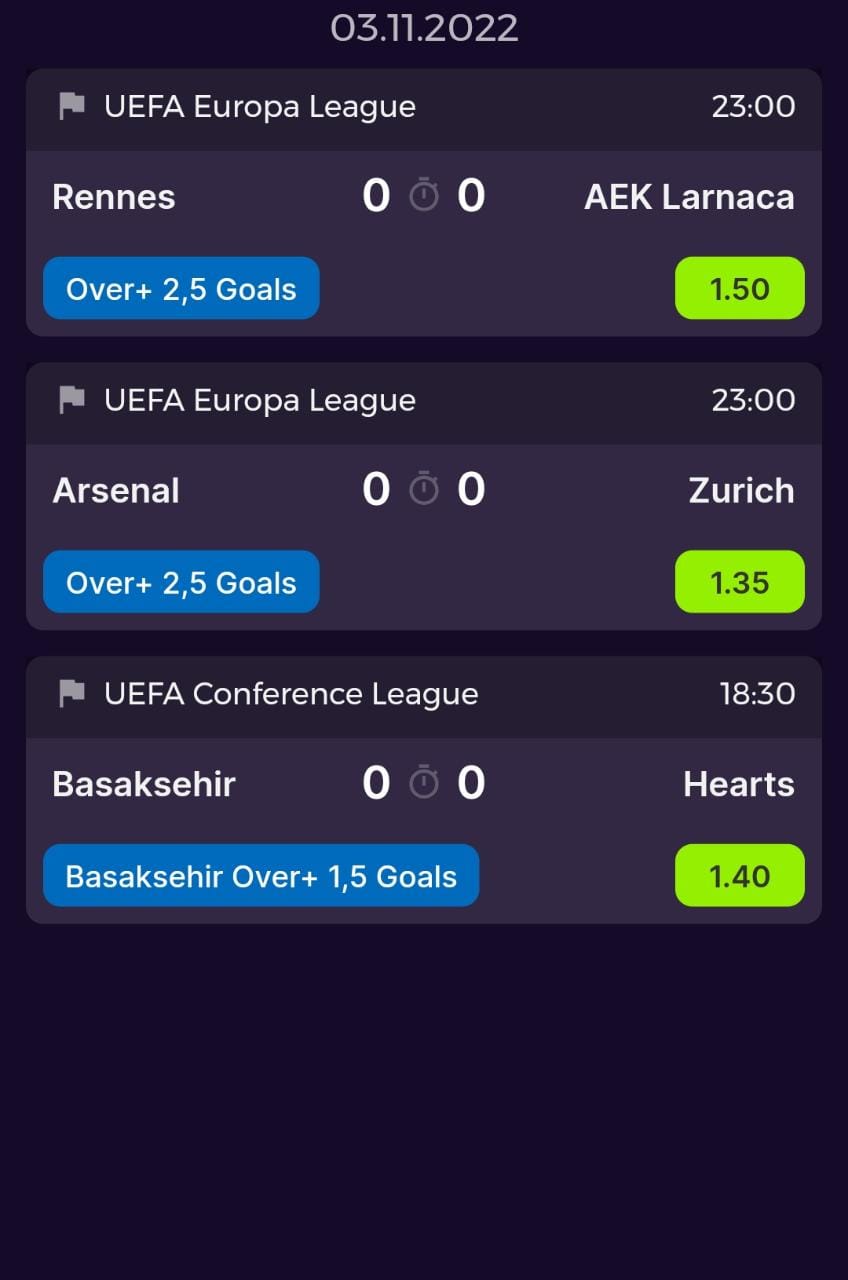 03.11.2022
UEFA Europa League 23:00
Rennes 0 0 AEK Larnaca
Over+ 2,5 Goals 1.50
UEFA Europa League 23:00
Arsenal 0 0 Zurich
Over+ 2,5 Goals 1.35
UEFA Conference League 18:30
Basaksehir 0 0 Hearts
Basaksehir Over+ 1,5 Goals 1.40